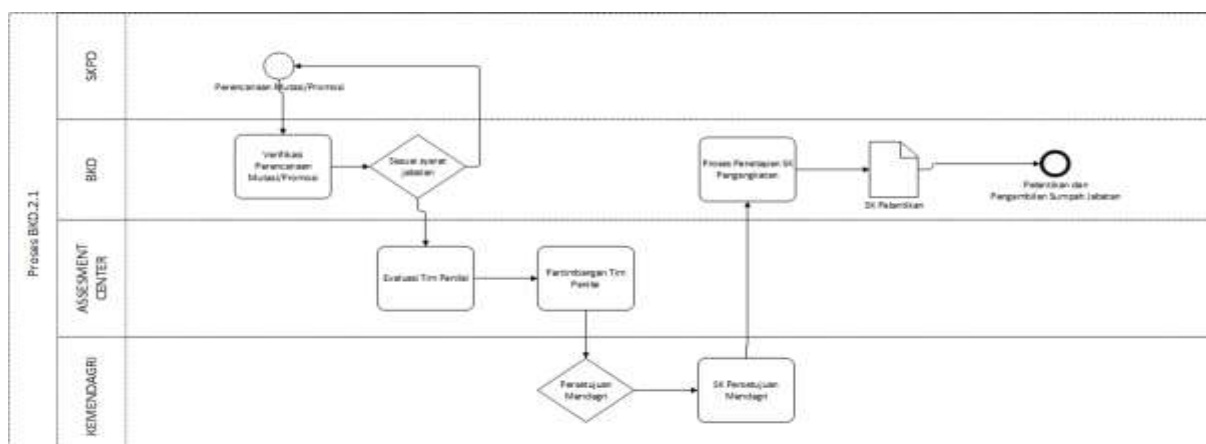 Proses BKD.2.1
SKPD
Perencanaan Mutasi/Promosi
BKD
Verifikasi
Perencanaan
Mutasi/Promosi
Sesuai syarat
jabatan
Proses Penetapan SK
Pengangkatan
SK Pelantikan
Pelantikan dan
Pengambilan Sumpah Jabatan
ASSESMENT
CENTER
Evaluasi Tim Penilai
Pertimbangan Tim
Penilai
KEMENDAGRI
Persetujuan
Mendagri
SK Persetujuan
Mendagri